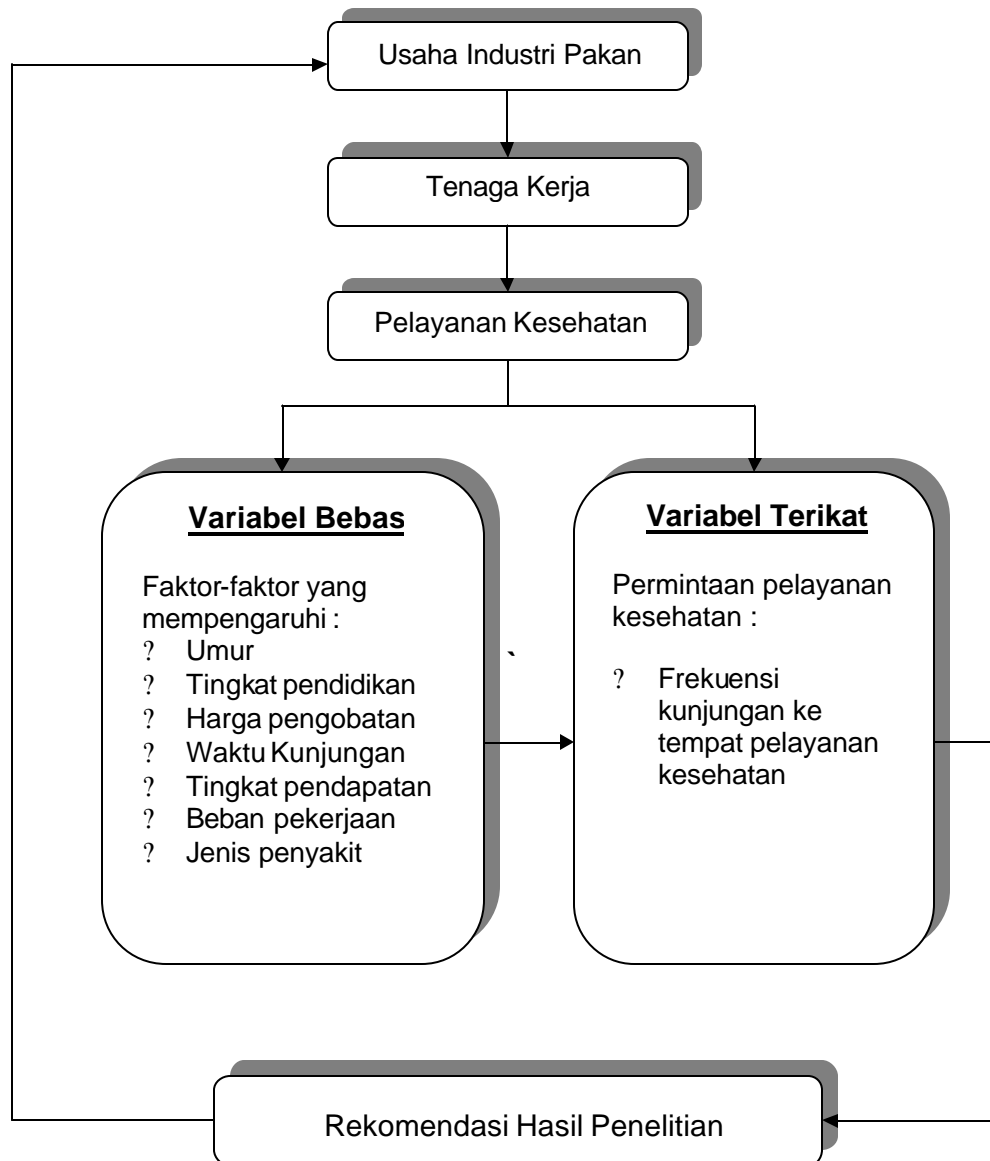 Usaha Industri Pakan
Tenaga Kerja
Pelayanan Kesehatan
Variabel Bebas
Faktor-faktor yang
mempengaruhi :
? Umur
? Tingkat pendidikan
? Harga pengobatan
? Waktu Kunjungan
? Tingkat pendapatan
? Beban pekerjaan
? Jenis penyakit
`
Variabel Terikat
Permintaan pelayanan
kesehatan :
? Frekuensi
kunjungan ke
tempat pelayanan
kesehatan
Rekomendasi Hasil Penelitian